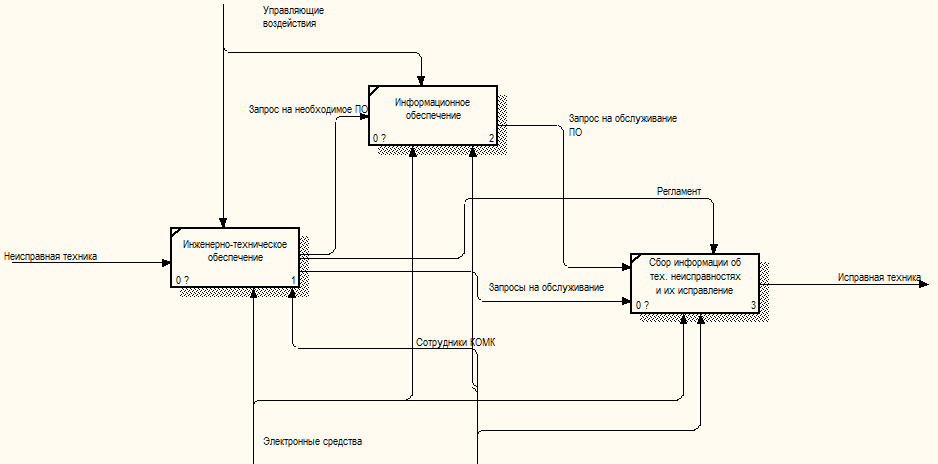 Управляющие
воздействия
Запрос на необходимое ПО
Информационное
обеспечение
0 ?
2
Запрос на обслуживание
ПО
Регламент
Неисправная техника
Инженерно-техническое
обеспечение
0 ?
1
Сбор информации об
тех. неисправностях
и их исправление
0 ?
3
Исправная техника
Запросы на обслуживание
Сотрудники КОМК
Электронные средства